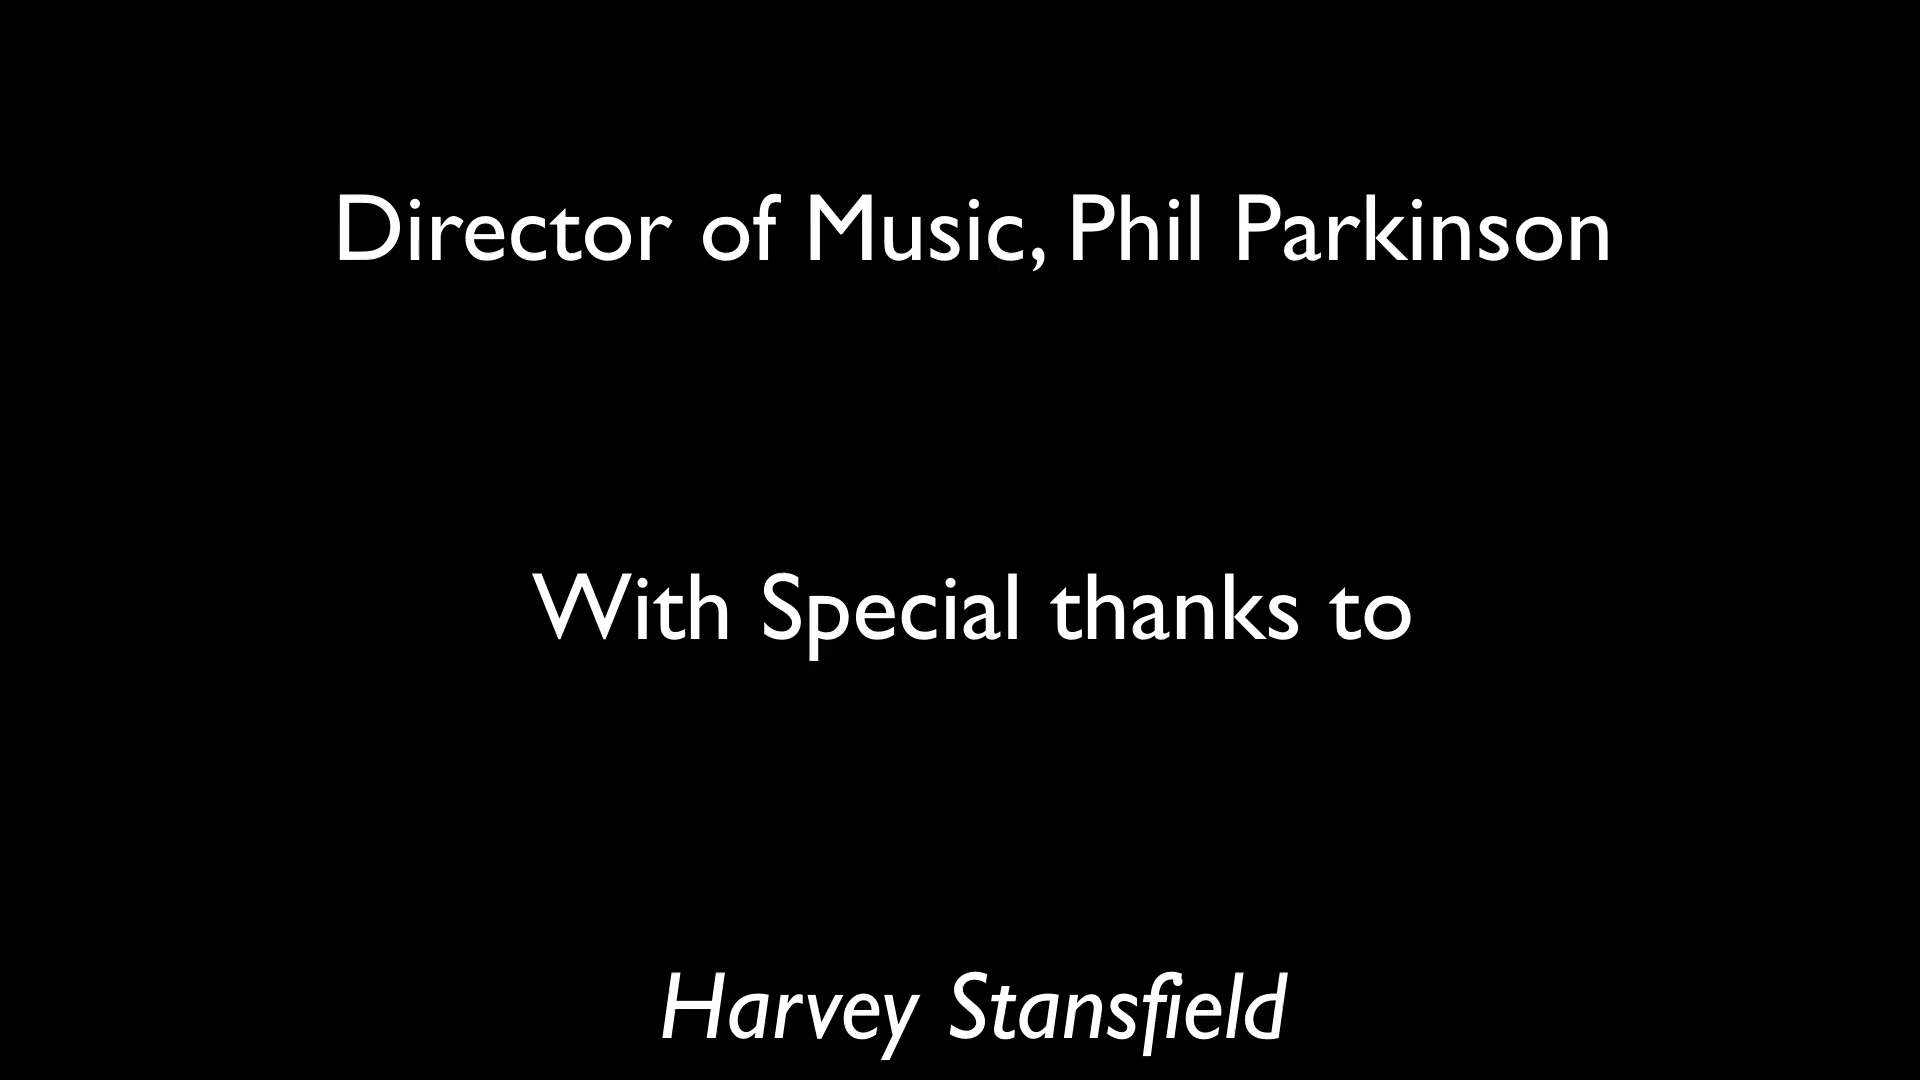 Director of Music, Phil Parkinson
With Special thanks to
Harvey Stansfield